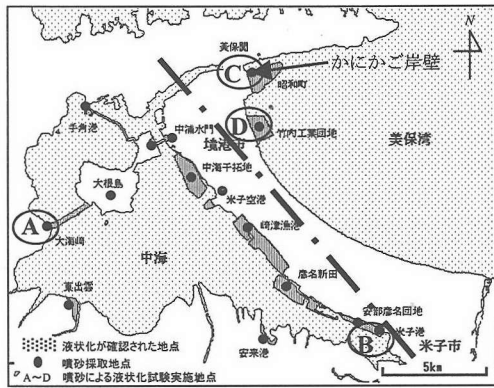 N
美保関
C
かにかご岸壁
昭和町
手角港
中浦水門
境港市
D
竹内工業団地
美保湾
中海干拓地
大根島
米子空港
A
大海崎
崎津漁港
中海
彦名新田
東出雲
安部彦名団地
米子港
米子市
B
安来港
液状化が確認された地点
噴砂採取地点
A～D 噴砂による液状化試験実施地点
5km